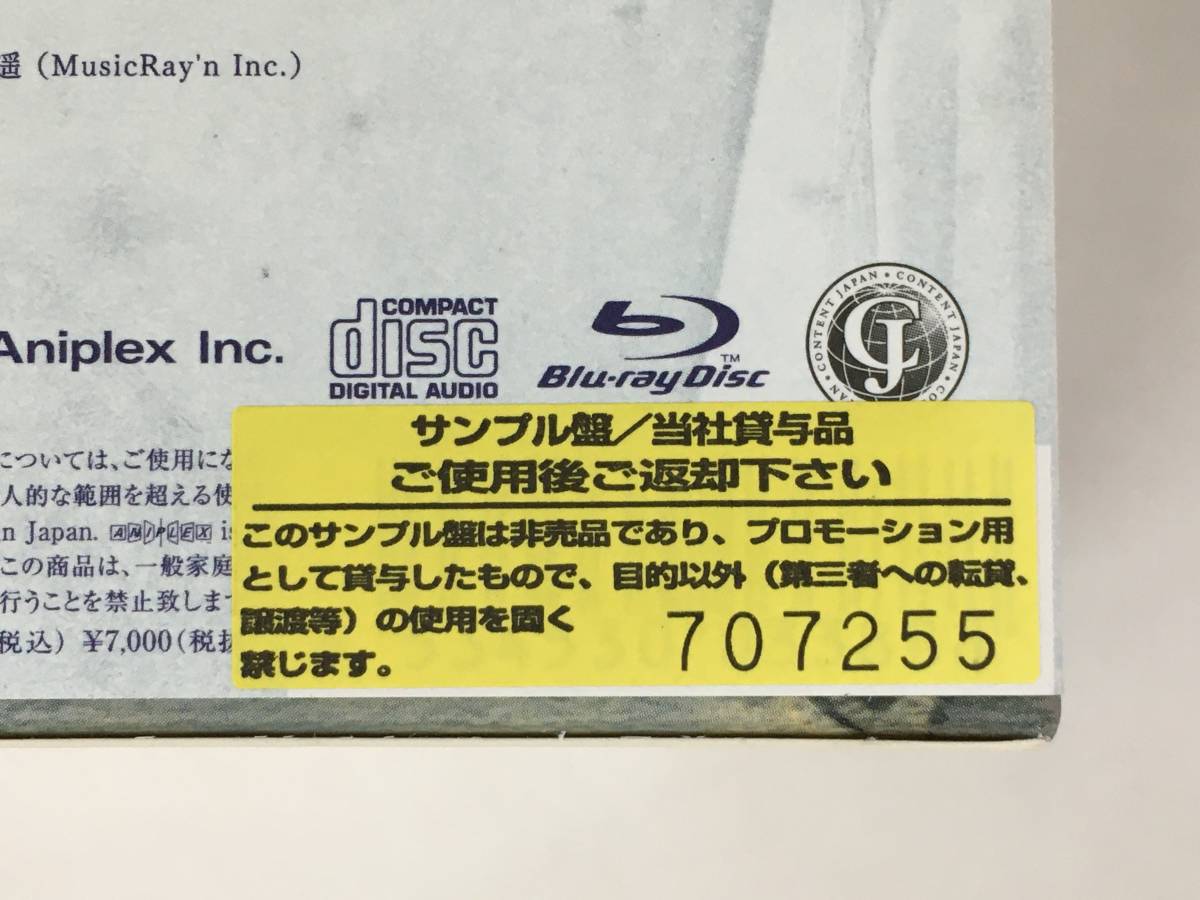 遥 (MusicRay'n Inc.)
Aniplex Inc.
COMPACT
disc
DIGITAL AUDIO
Blu-ray Disc™
CONTENT JAPAN • CONTENT JAPAN
CJ
については、ご使用にな
人的な範囲を超える使
n Japan. ANIPLEX is
この商品は、一般家庭
行うことを禁止致しま
税込) ¥7,000(税抜
サンプル盤/当社貸与品
ご使用後ご返却下さい
このサンプル盤は非売品であり、プロモーション用
として貸与したもので、目的以外(第三者への転貸、
譲渡等)の使用を固く
禁じます。
707255